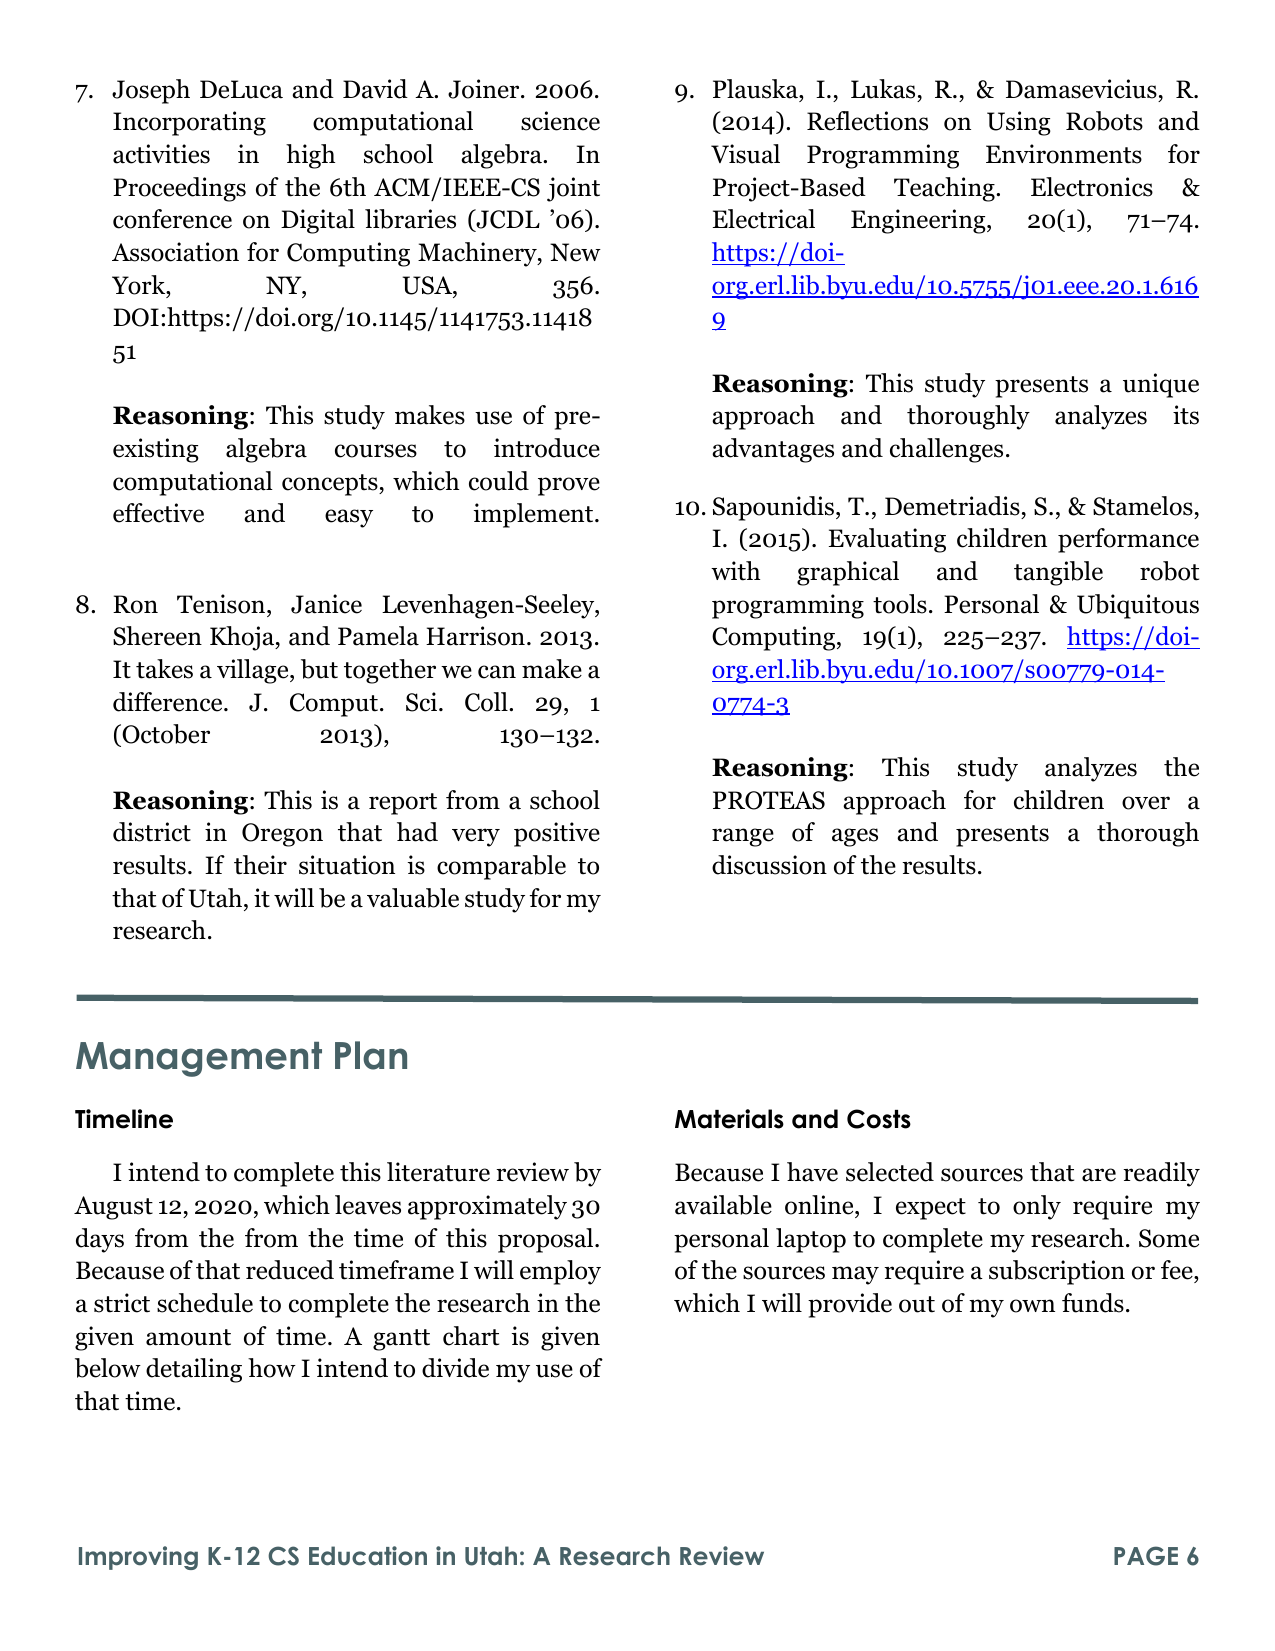 7. Joseph DeLuca and David A. Joiner. 2006.
Incorporating computational science
activities in high school algebra. In
Proceedings of the 6th ACM/IEEE-CS joint
conference on Digital libraries (JCDL ’06).
Association for Computing Machinery, New
York, NY, USA, 356.
DOI:https://doi.org/10.1145/1141753.11418
51
Reasoning: This study makes use of pre-
existing algebra courses to introduce
computational concepts, which could prove
effective and easy to implement.
8. Ron Tenison, Janice Levenhagen-Seeley,
Shereen Khoja, and Pamela Harrison. 2013.
It takes a village, but together we can make a
difference. J. Comput. Sci. Coll. 29, 1
(October 2013), 130–132.
Reasoning: This is a report from a school
district in Oregon that had very positive
results. If their situation is comparable to
that of Utah, it will be a valuable study for my
research.
9. Plauska, I., Lukas, R., & Damasevicius, R.
(2014). Reflections on Using Robots and
Visual Programming Environments for
Project-Based Teaching. Electronics &
Electrical Engineering, 20(1), 71–74.
https://doi-
org.erl.lib.byu.edu/10.5755/j01.eee.20.1.616
9
Reasoning: This study presents a unique
approach and thoroughly analyzes its
advantages and challenges.
10. Sapounidis, T., Demetriadis, S., & Stamelos,
I. (2015). Evaluating children performance
with graphical and tangible robot
programming tools. Personal & Ubiquitous
Computing, 19(1), 225–237. https://doi-
org.erl.lib.byu.edu/10.1007/s00779-014-
0774-3
Reasoning: This study analyzes the
PROTEAS approach for children over a
range of ages and presents a thorough
discussion of the results.
Management Plan
Timeline
I intend to complete this literature review by
August 12, 2020, which leaves approximately 30
days from the from the time of this proposal.
Because of that reduced timeframe I will employ
a strict schedule to complete the research in the
given amount of time. A gantt chart is given
below detailing how I intend to divide my use of
that time.
Materials and Costs
Because I have selected sources that are readily
available online, I expect to only require my
personal laptop to complete my research. Some
of the sources may require a subscription or fee,
which I will provide out of my own funds.
Improving K-12 CS Education in Utah: A Research Review PAGE 6